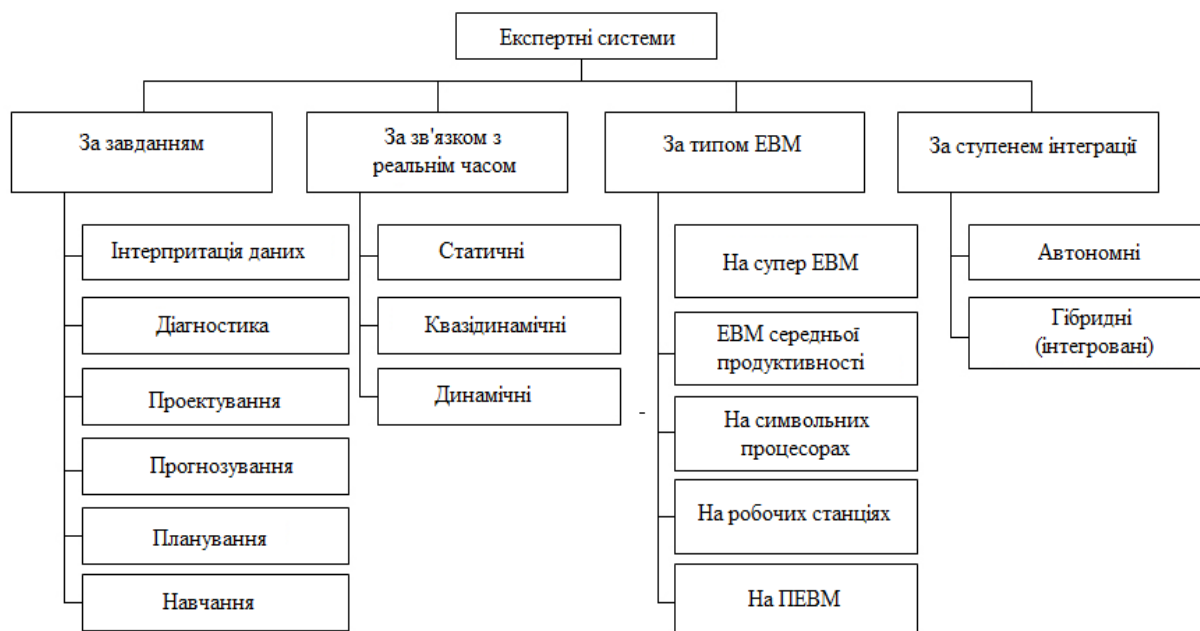 Експертні системи
За завданням
За зв'язком з
реальнім часом
За типом ЕВМ
За ступенем інтеграції
Інтерпритація даних
Діагностика
Проектування
Прогнозування
Планування
Навчання
Статичні
Квазідинамічні
Динамічні
На супер ЕВМ
ЕВМ середньої
продуктивності
На символьних
процесорах
На робочих станціях
На ПЕВМ
Автономні
Гібридні
(інтегровані)